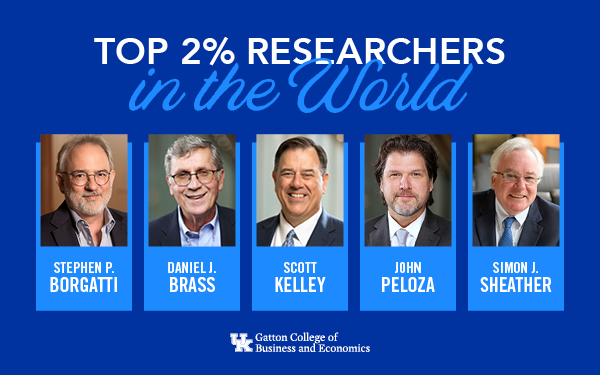 TOP 2% RESEARCHERS
in the World
STEPHEN P.
BORGATTI
DANIEL J.
BRASS
SCOTT
KELLEY
JOHN
PELOZA
SIMON J.
SHEATHER
UK Gatton College of
Business and Economics